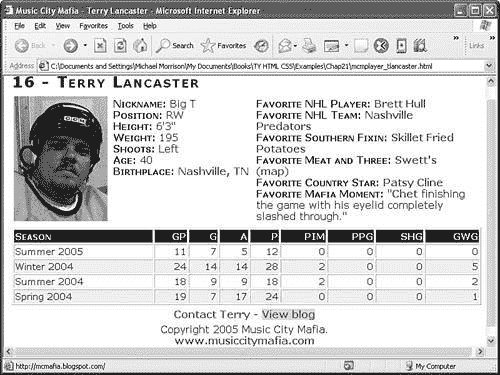 Music City Mafia - Terry Lancaster - Microsoft Internet Explorer
File Edit View Favorites Tools Help
Back Search Favorites Links
Address C:\Documents and Settings\Michael Morrison\My Documents\Books\TY HTML CSS\Examples\Chap21\mcmplayer_tlancaster.html
16 - Terry Lancaster
Nickname: Big T
Position: RW
Height: 6'3"
Weight: 195
Shoots: Left
Age: 40
Birthplace: Nashville, TN
Favorite NHL Player: Brett Hull
Favorite NHL Team: Nashville
Predators
Favorite Southern Fixin: Skillet Fried
Potatoes
Favorite Meat and Three: Swett's
(map)
Favorite Country Star: Patsy Cline
Favorite Mafia Moment: "Chet finishing
the game with his eyelid completely
slashed through."
Season GP G A P PIM PPG SHG GWG
Summer 2005 11 7 5 12 0 0 0 0
Winter 2004 24 14 14 28 2 0 0 5
Summer 2004 18 9 9 18 2 0 0 2
Spring 2004 19 7 17 24 0 0 0 1
Contact Terry - View blog
Copyright 2005 Music City Mafia.
www.musiccitymafia.com
http://mcmafia.blogspot.com/ My Computer